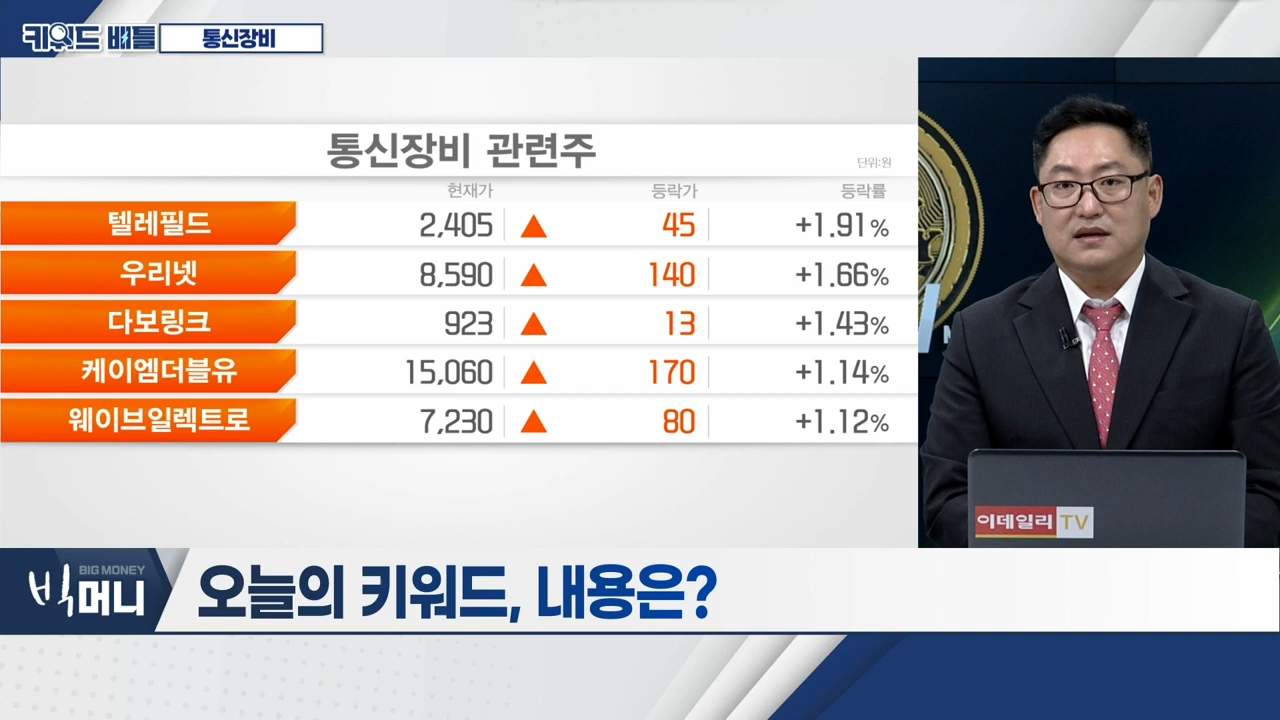 키워드 배틀 통신장비
통신장비 관련주
단위:원
현재가 등락가 등락률
텔레필드 2,405 ▲ 45 +1.91%
우리넷 8,590 ▲ 140 +1.66%
다보링크 923 ▲ 13 +1.43%
케이엠더블유 15,060 ▲ 170 +1.14%
웨이브일렉트로 7,230 ▲ 80 +1.12%
이데일리 TV
BIG MONEY
빅머니
오늘의 키워드, 내용은?